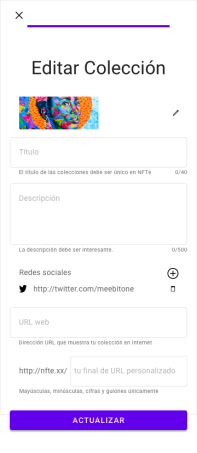 Editar Colección
Título
El título de las colecciones debe ser único en NFTe 0/40
Descripción
La descripción debe ser interesante. 0/500
Redes sociales
http://twitter.com/meebitone
URL web
Dirección URL que muestra tu colección en Internet
http://nfte.xx/ tu final de URL personalizado
Mayúsculas, minúsculas, cifras y guiones únicamente
ACTUALIZAR